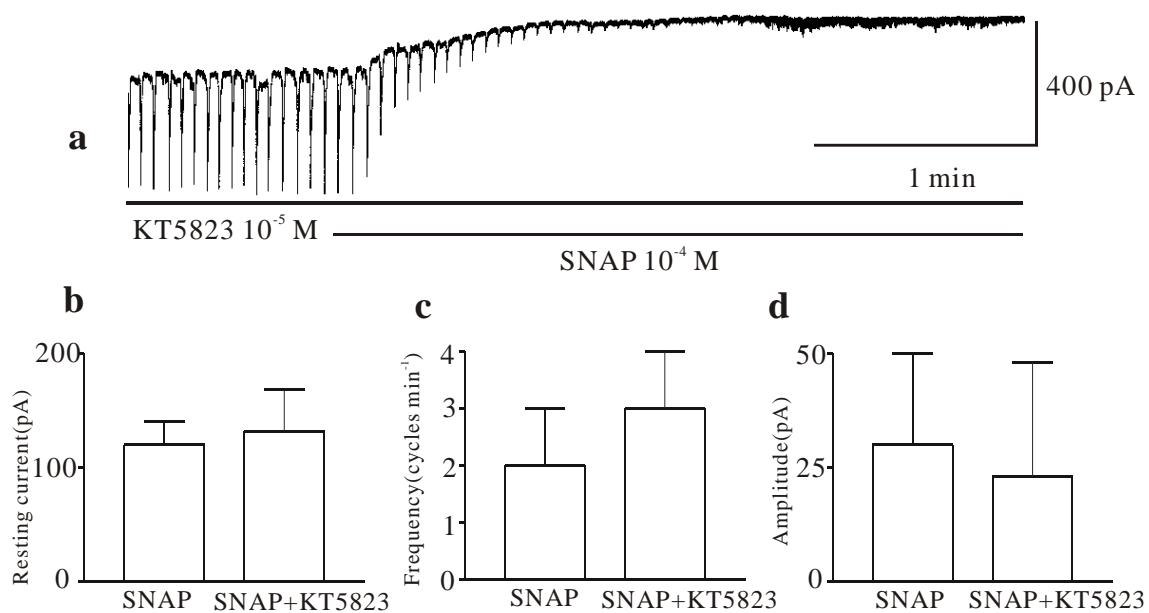 a
400 pA
1 min
KT5823 10⁻⁵ M
SNAP 10⁻⁴ M
b
Resting current(pA)
200
100
0
SNAP
SNAP+KT5823
c
Frequency(cycles min⁻¹)
4
3
2
1
0
SNAP
SNAP+KT5823
d
Amplitude(pA)
50
25
0
SNAP
SNAP+KT5823